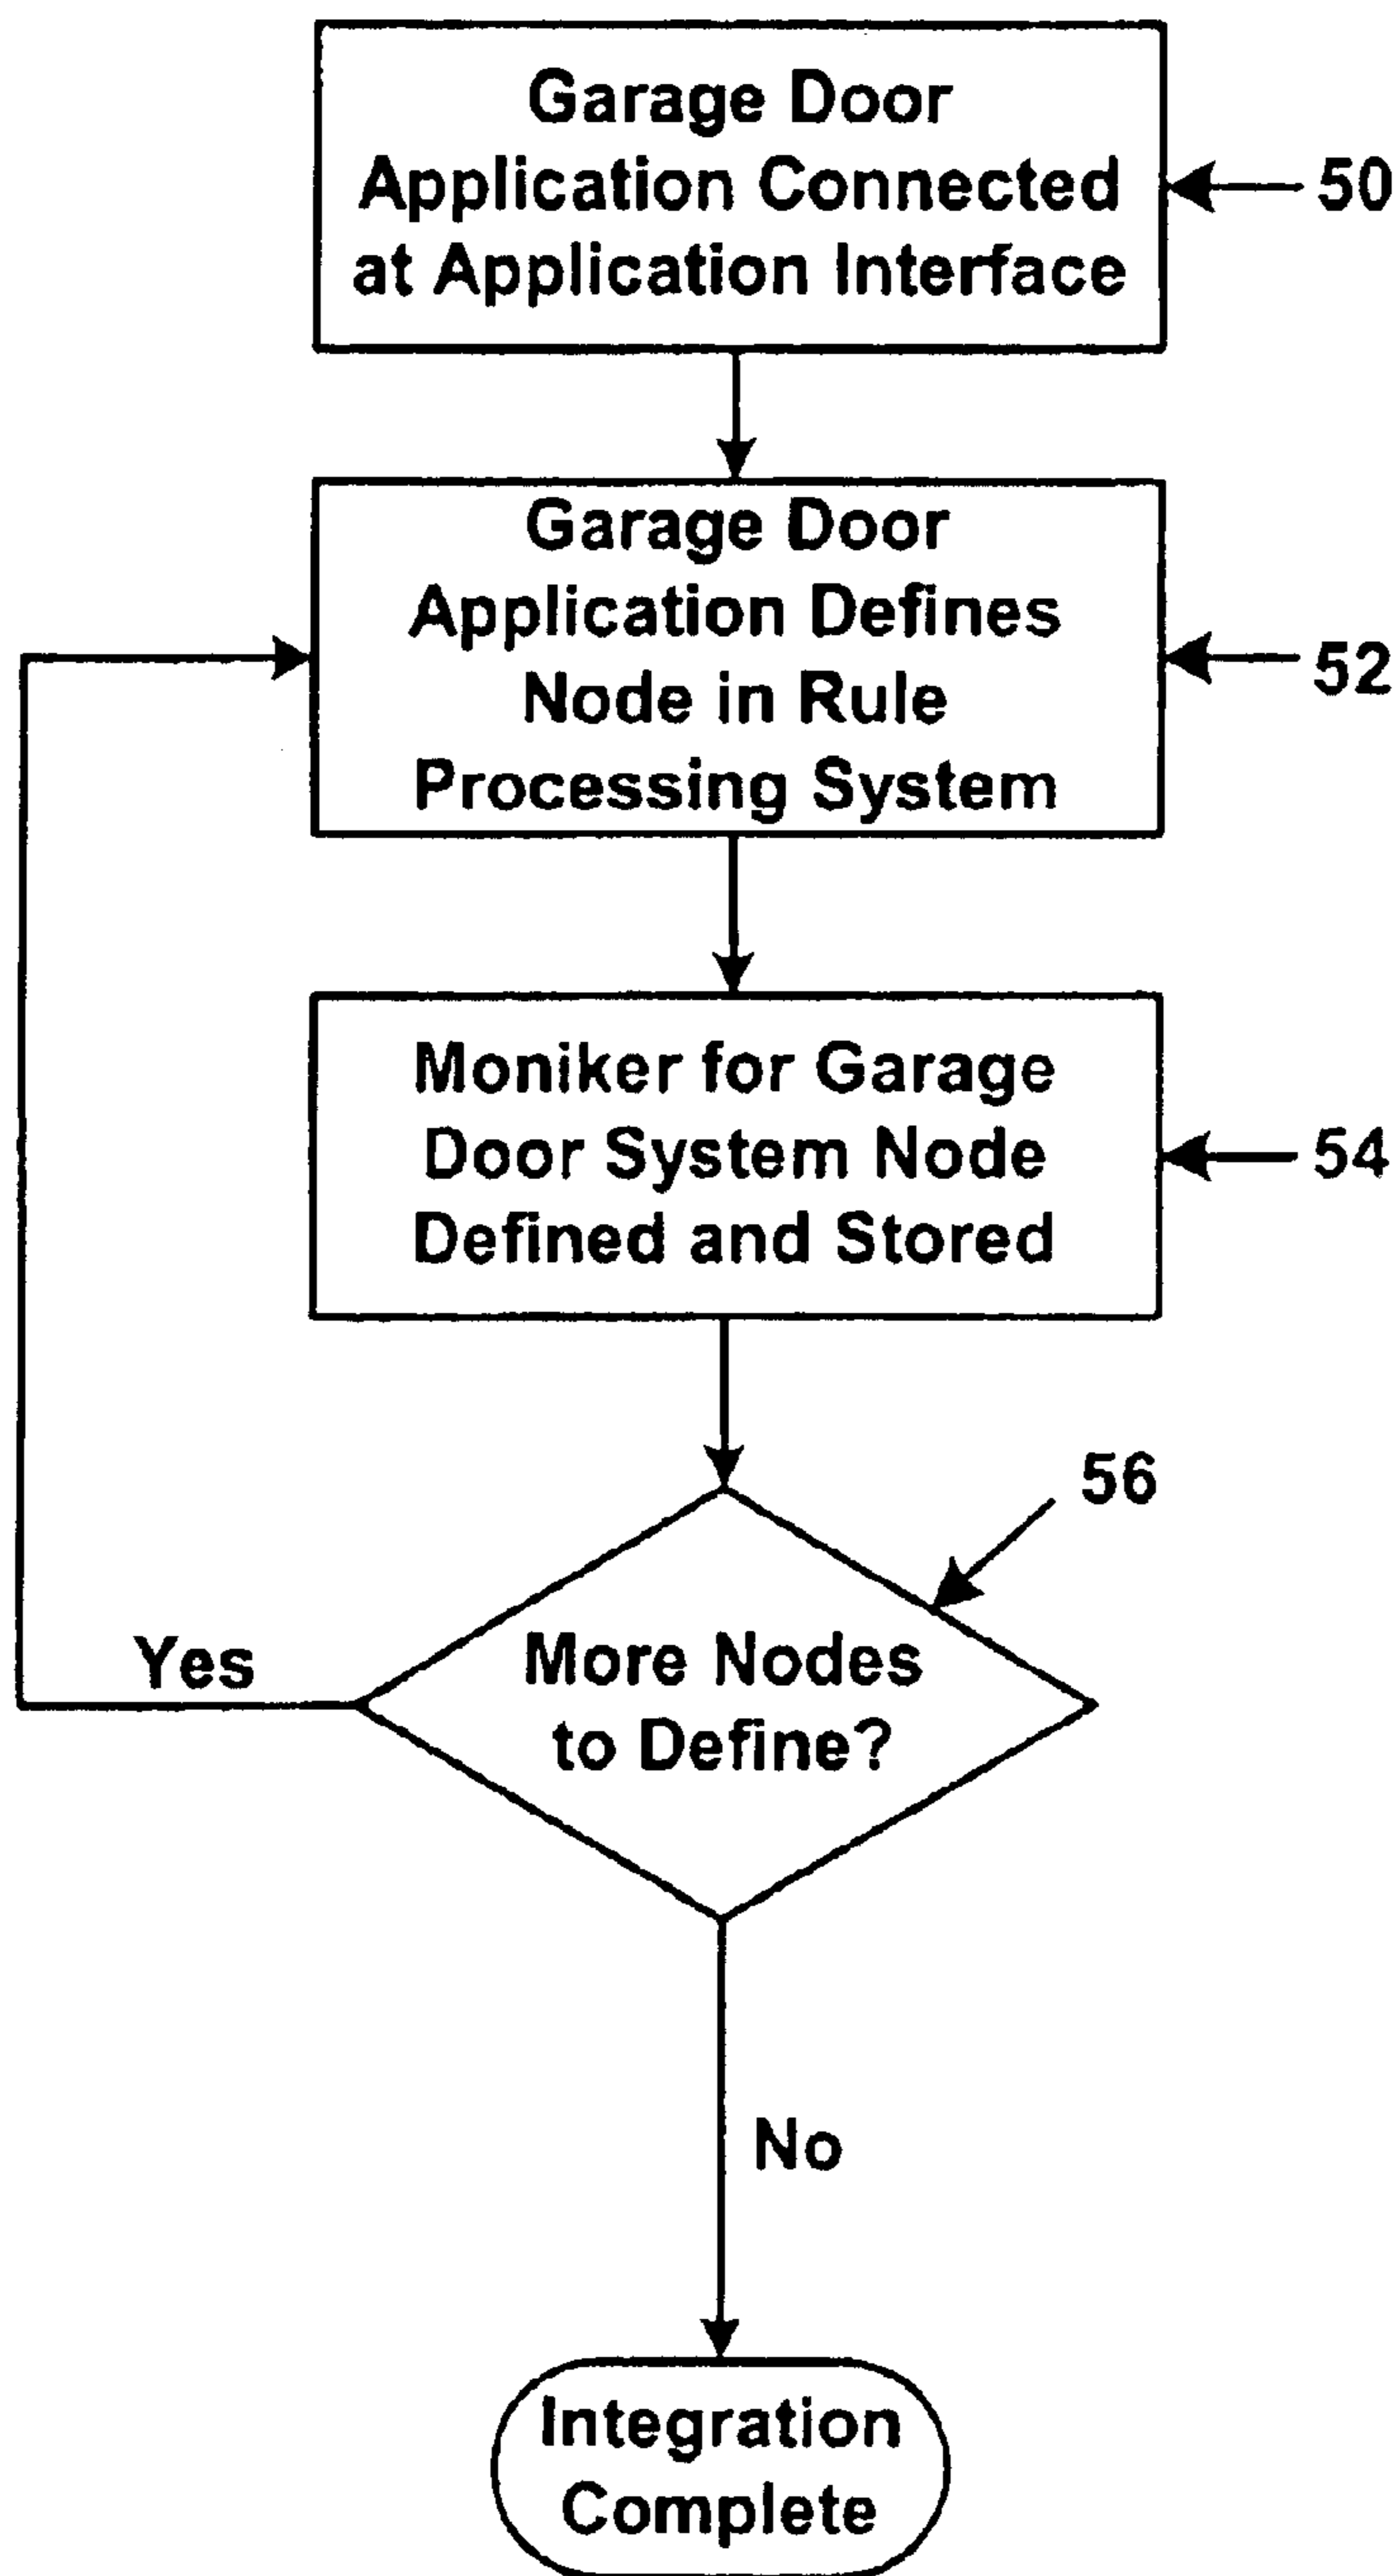 Garage Door
Application Connected
at Application Interface
50
Garage Door
Application Defines
Node in Rule
Processing System
52
Moniker for Garage
Door System Node
Defined and Stored
54
56
More Nodes
to Define?
Yes
No
Integration
Complete